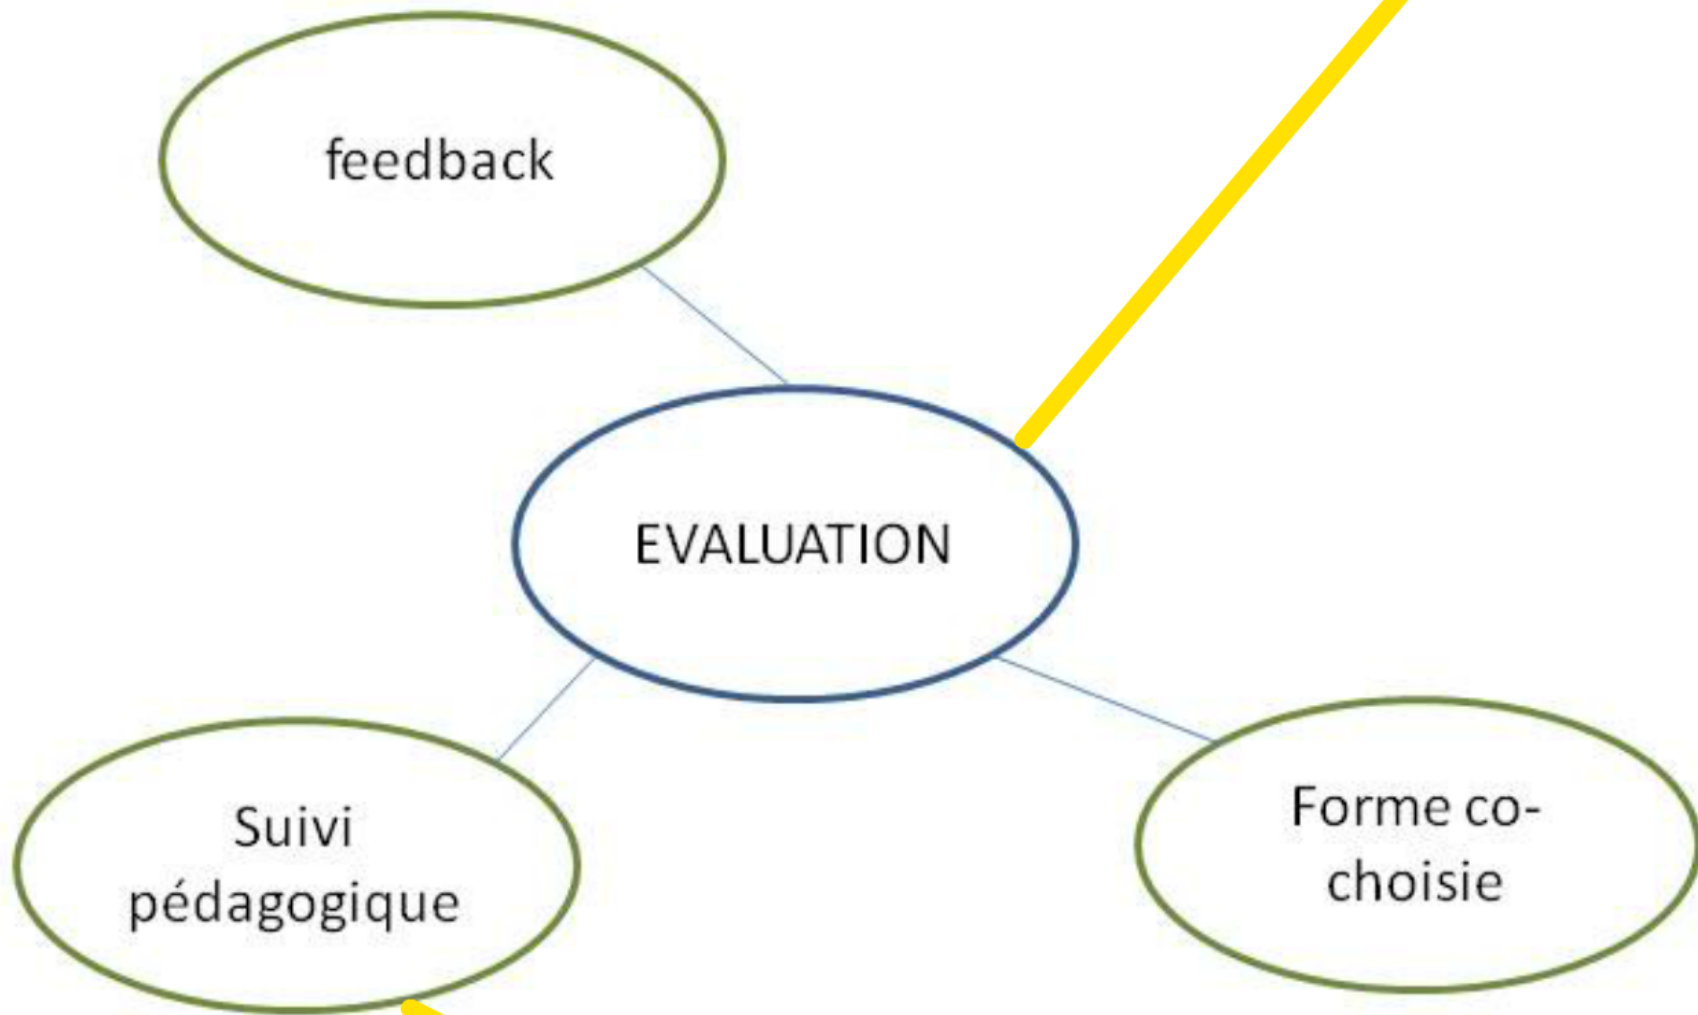 feedback
EVALUATION
Suivi
pédagogique
Forme co-
choisie